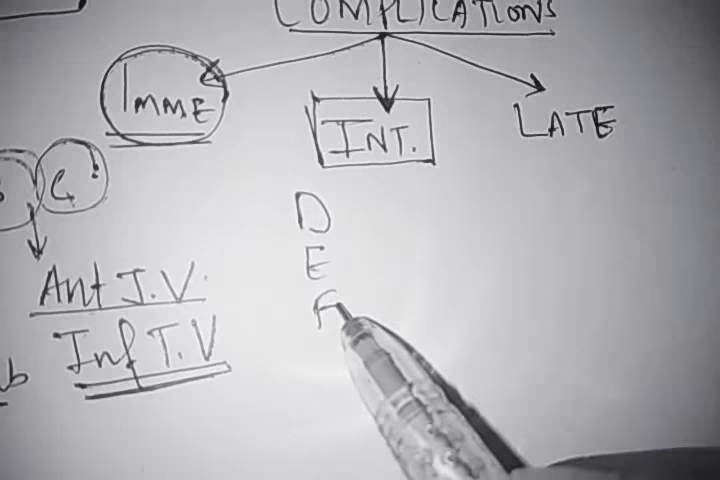 COMPLICATIONS
IMME INT. LATE
C
D
E
F
Ant J.V.
Inf T.V